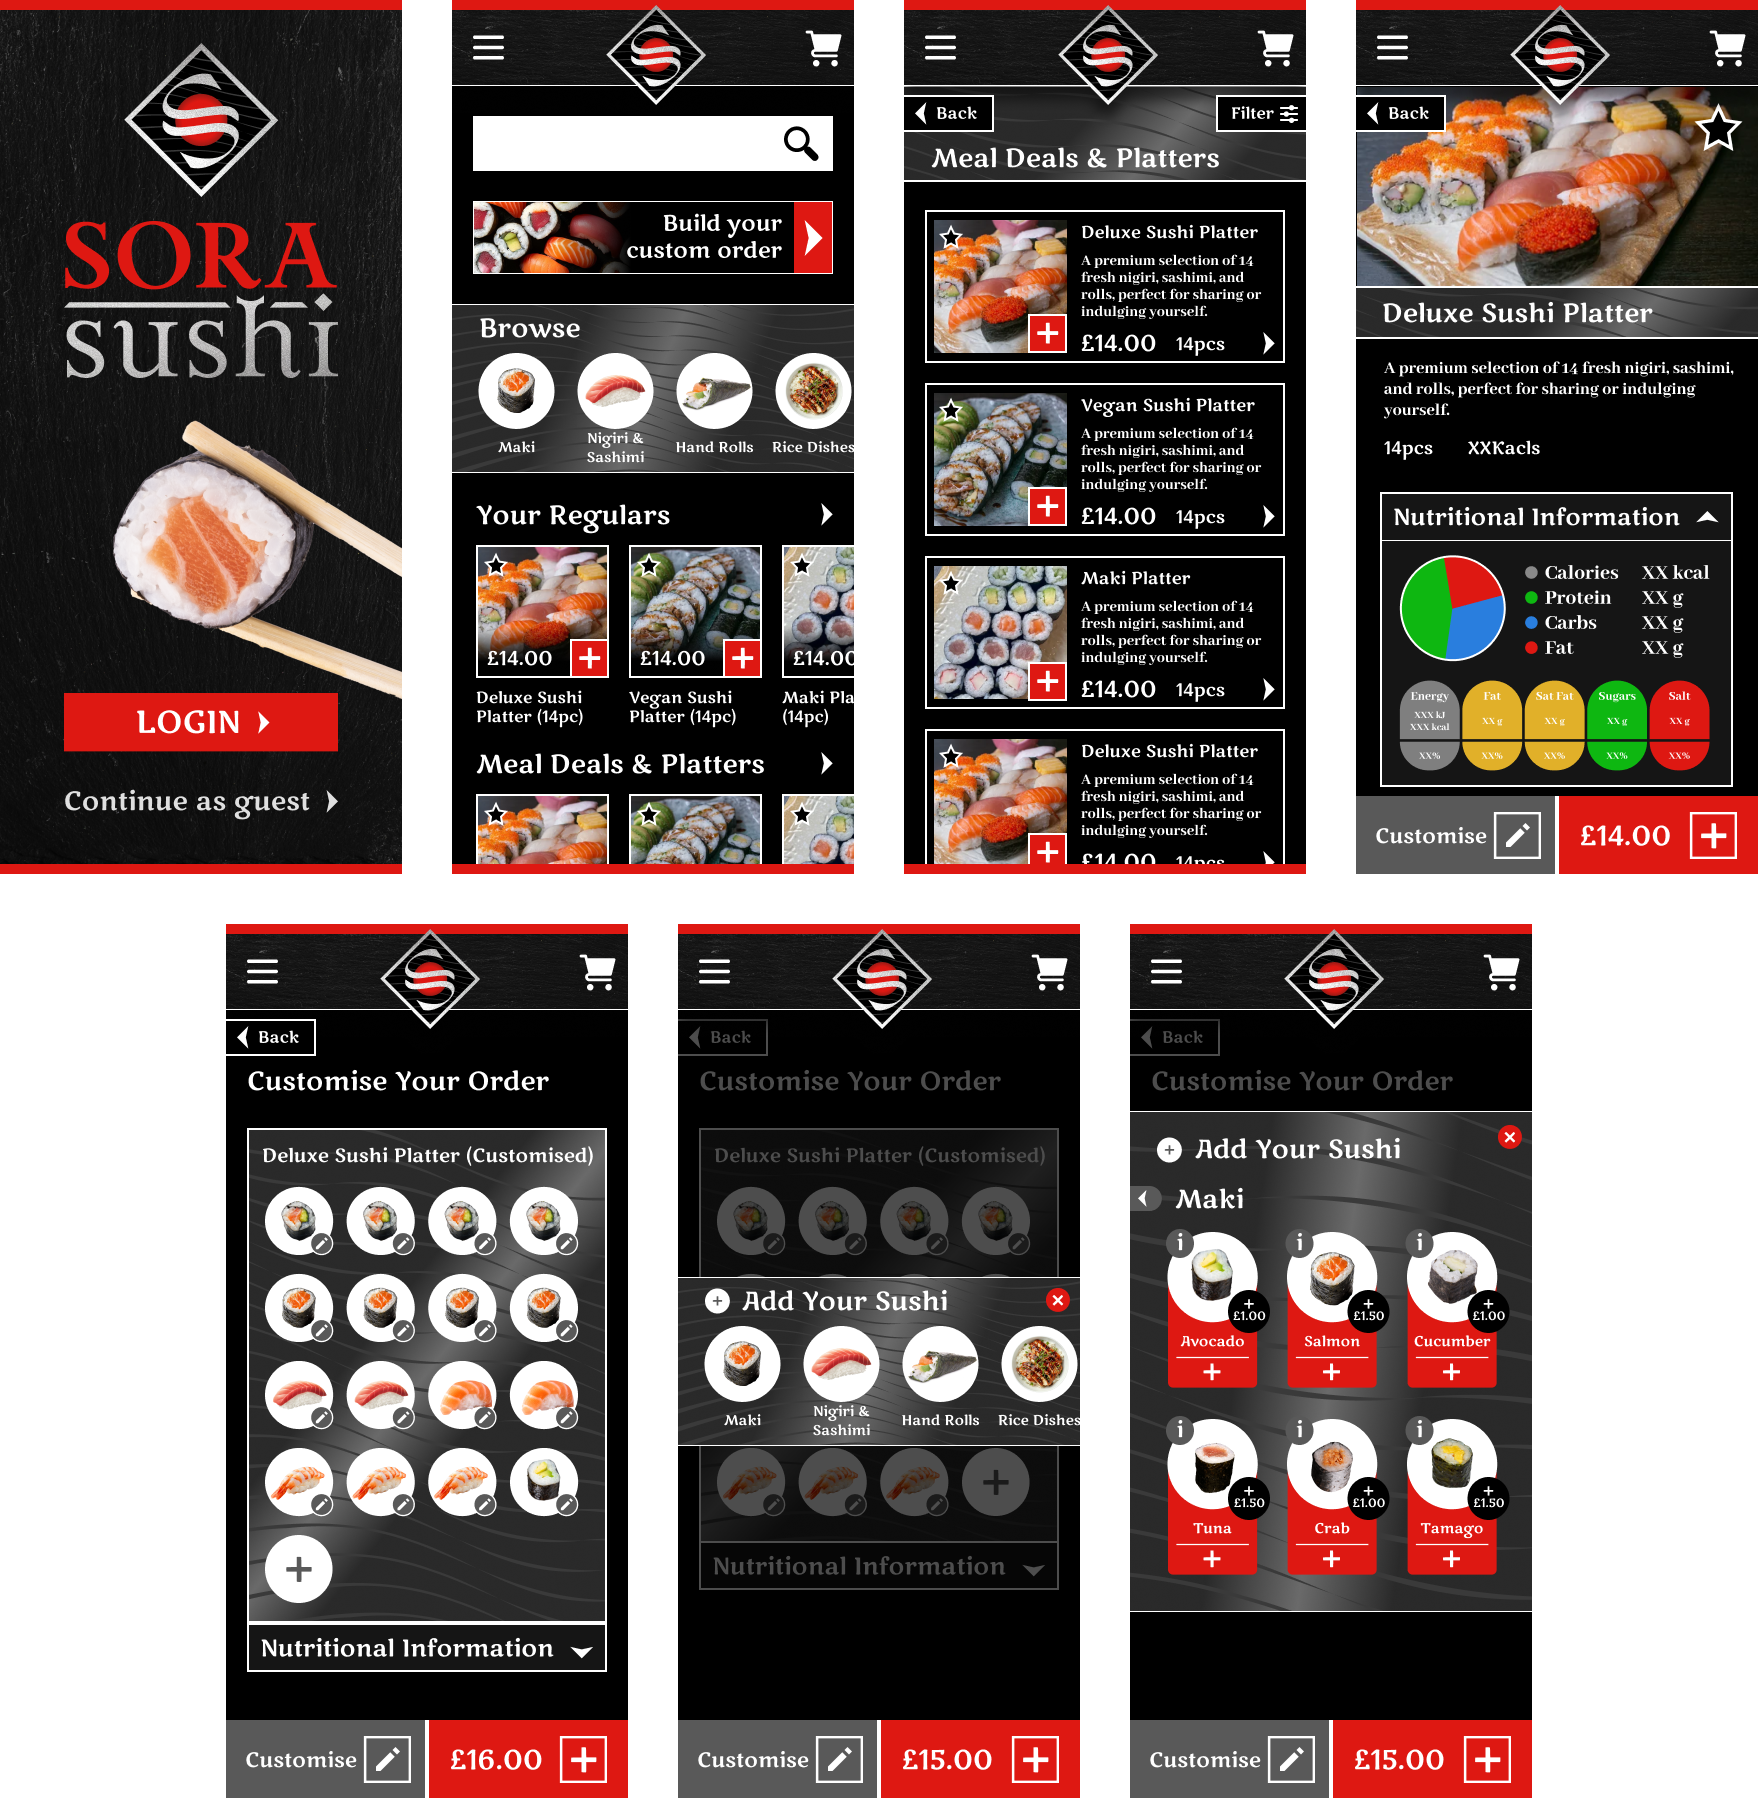 SORA
sushi
LOGIN
Continue as guest
Build your
custom order
Browse
Maki
Nigiri &
Sashimi
Hand Rolls
Rice Dishes
Your Regulars
£14.00
£14.00
£14.00
Deluxe Sushi
Platter (14pc)
Vegan Sushi
Platter (14pc)
Maki Pla
(14pc)
Meal Deals & Platters
Back
Filter
Meal Deals & Platters
Deluxe Sushi Platter
A premium selection of 14
fresh nigiri, sashimi, and
rolls, perfect for sharing or
indulging yourself.
£14.00 14pcs
Vegan Sushi Platter
A premium selection of 14
fresh nigiri, sashimi, and
rolls, perfect for sharing or
indulging yourself.
£14.00 14pcs
Maki Platter
A premium selection of 14
fresh nigiri, sashimi, and
rolls, perfect for sharing or
indulging yourself.
£14.00 14pcs
Deluxe Sushi Platter
A premium selection of 14
fresh nigiri, sashimi, and
rolls, perfect for sharing or
indulging yourself.
£14.00 14pcs
Back
Deluxe Sushi Platter
A premium selection of 14 fresh nigiri, sashimi,
and rolls, perfect for sharing or indulging
yourself.
14pcs XXKacls
Nutritional Information
Calories XX kcal
Protein XX g
Carbs XX g
Fat XX g
Energy Fat Sat Fat Sugars Salt
XXX kJ
XXX kcal
XX g XX g XX g XX g
XX% XX% XX% XX% XX%
Customise £14.00
Back
Customise Your Order
Deluxe Sushi Platter (Customised)
Nutritional Information
Customise £16.00
Back
Customise Your Order
Deluxe Sushi Platter (Customised)
Add Your Sushi
Maki
Nigiri &
Sashimi
Hand Rolls
Rice Dishes
Nutritional Information
Customise £15.00
Back
Customise Your Order
Add Your Sushi
Maki
i i i
+ + +
£1.00 £1.50 £1.00
Avocado Salmon Cucumber
+ + +
i i i
+ + +
£1.50 £1.00 £1.50
Tuna Crab Tamago
+ + +
Customise £15.00